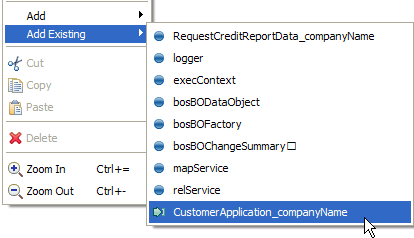 Add
Add Existing
Cut
Copy
Paste
Delete
Zoom In Ctrl+=
Zoom Out Ctrl+-
RequestCreditReportData_companyName
logger
execContext
bosBODataObject
bosBOFactory
bosBOChangeSummary□
mapService
relService
CustomerApplication_companyName